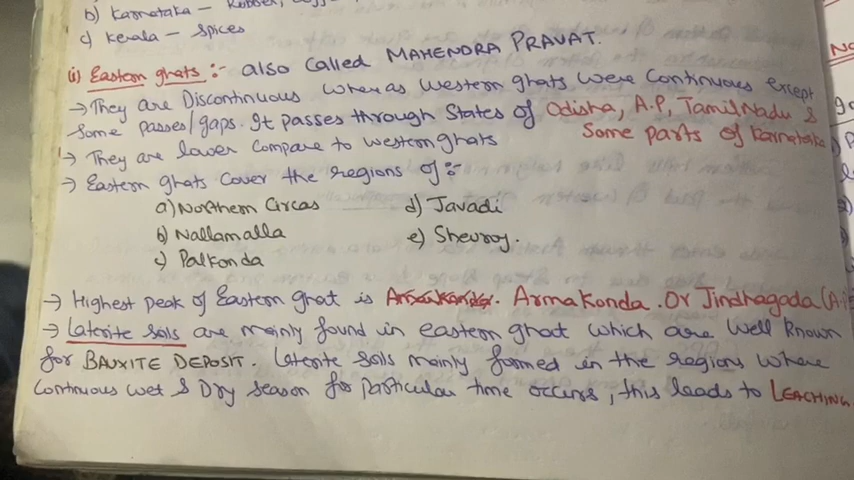 b) Karnataka - Rubber,
c) Kerala - Spices
(i) Eastern ghats :- also called MAHENDRA PRAVAT.
→ They are Discontinuous whereas Western ghats were Continuous except
Some passes/gaps. It passes through States of Odisha, A.P, TamilNadu &
Some parts of Karnataka
→ They are lower Compare to Western ghats
→ Eastern ghats Cover the regions of :-
a) Northern Circas d) Javadi
b) Nallamalla e) Shevroy.
c) Palkonda
→ Highest peak of Eastern ghat is Armakonda. Or Jindhagada (A.P
→ Laterite Soils are mainly found in eastern ghat which are well known
for BAUXITE DEPOSIT. Laterite Soils mainly formed in the regions where
Continuous wet & Dry season for particular time occurs, this leads to LEACHING